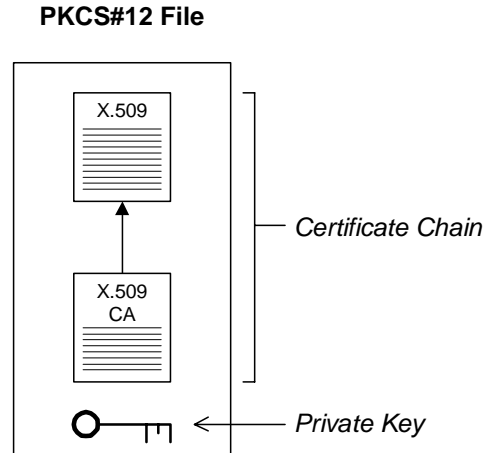 PKCS#12 File
X.509
Certificate Chain
X.509
CA
Private Key